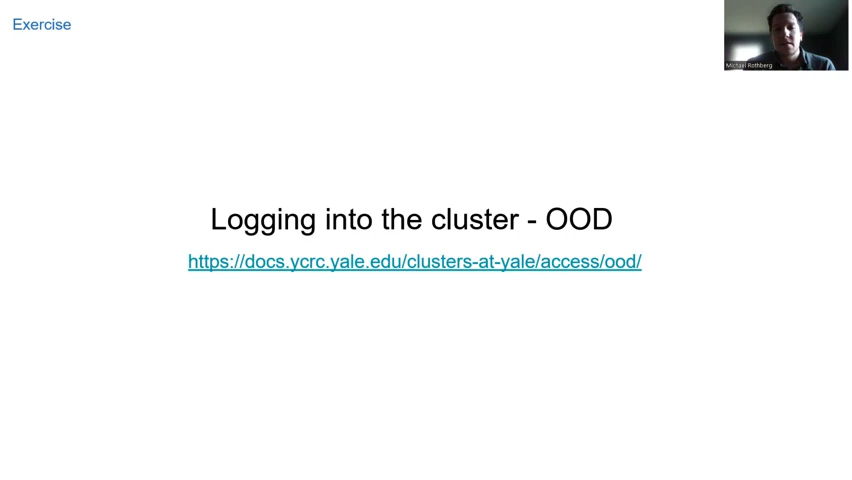 Exercise
Michael Rothberg
Logging into the cluster - OOD
https://docs.ycrc.yale.edu/clusters-at-yale/access/ood/